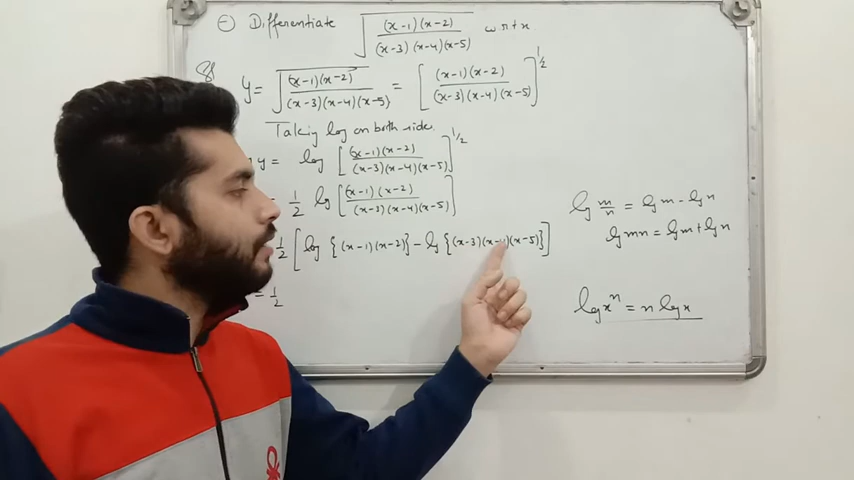 Differentiate √((x-1)(x-2)/(x-3)(x-4)(x-5)) w r t x
y = √((x-1)(x-2)/(x-3)(x-4)(x-5)) = [(x-1)(x-2)/(x-3)(x-4)(x-5)]^1/2
Taking log on both side.
y = log [(x-1)(x-2)/(x-3)(x-4)(x-5)]^1/2
1/2 log [(x-1)(x-2)/(x-3)(x-4)(x-5)]
1/2 [log {(x-1)(x-2)} - log {(x-3)(x-4)(x-5)}]
= 1/2
log m/n = log m - log n
log mn = log m + log n
log x^n = n log x